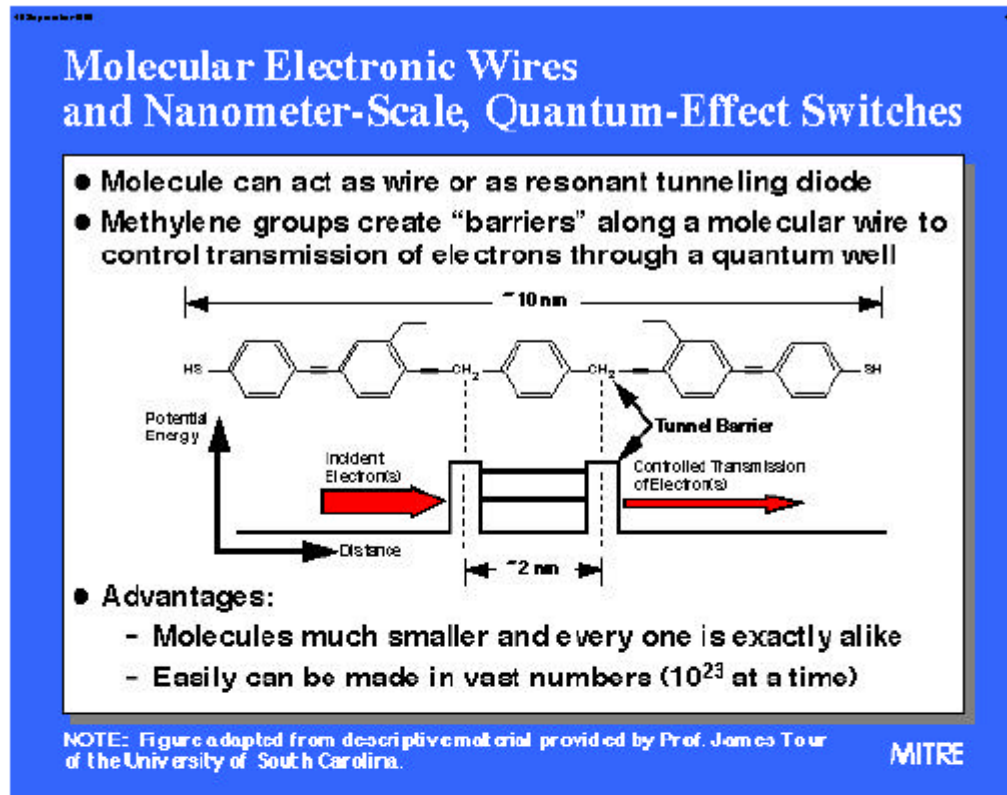 Molecular Electronic Wires
and Nanometer-Scale, Quantum-Effect Switches
● Molecule can act as wire or as resonant tunneling diode
● Methylene groups create “barriers” along a molecular wire to
control transmission of electrons through a quantum well
~10 nm
HS
CH2
CH2
SH
Potential
Energy
Tunnel Barrier
Incident
Electron(s)
Controlled Transmission
of Electron(s)
Distance
~2 nm
● Advantages:
– Molecules much smaller and every one is exactly alike
– Easily can be made in vast numbers (10²³ at a time)
NOTE: Figure adapted from descriptive material provided by Prof. James Tour
of the University of South Carolina.
MITRE